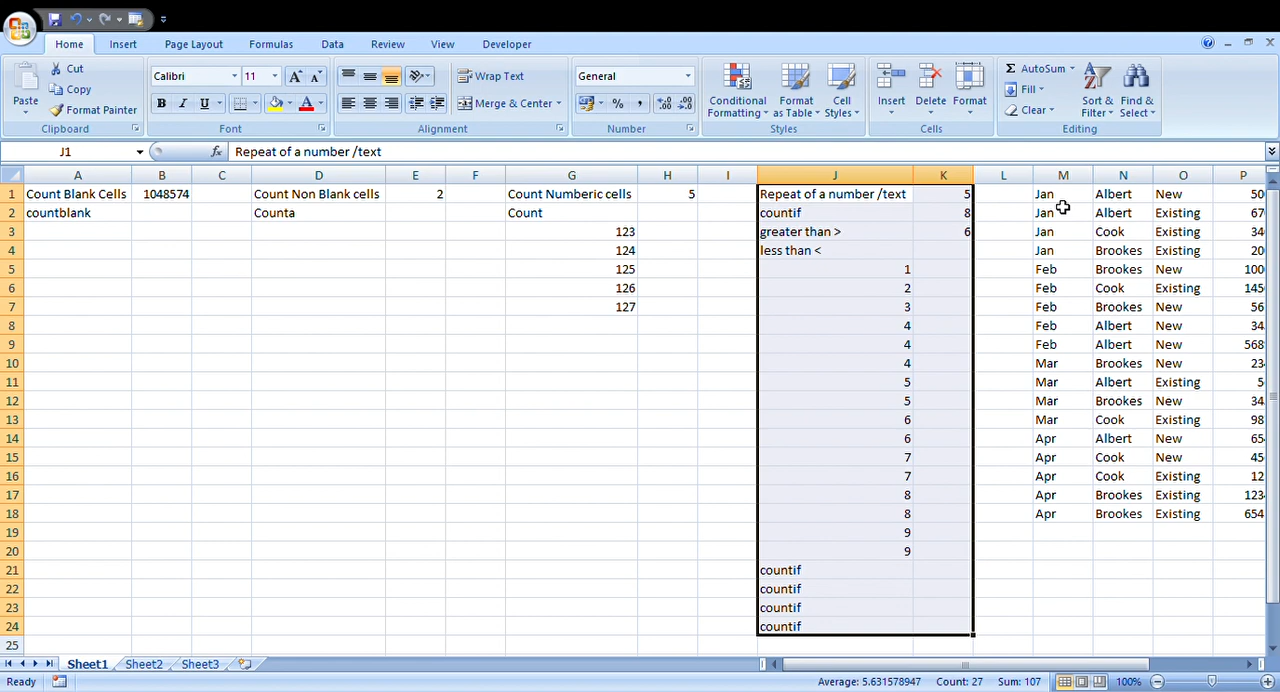 Home Insert Page Layout Formulas Data Review View Developer
Paste Cut Copy Format Painter Clipboard
Calibri 11 B I U A A A Font
Wrap Text Merge & Center Alignment
General % , Number
Conditional Formatting Format as Table Cell Styles Styles
Insert Delete Format Cells
Σ AutoSum Fill Clear Sort & Filter Find & Select Editing
J1 fx Repeat of a number /text
A B C D E F G H I J K L M N O P
1 Count Blank Cells 1048574 Count Non Blank cells 2 Count Numberic cells 5 Repeat of a number /text 5 Jan Albert New 50
2 countblank Counta Count countif 8 Jan Albert Existing 67
3 123 greater than > 6 Jan Cook Existing 34
4 124 less than < Jan Brookes Existing 20
5 125 1 Feb Brookes New 100
6 126 2 Feb Cook Existing 145
7 127 3 Feb Brookes New 56
8 4 Feb Albert New 34
9 4 Feb Albert New 568
10 4 Mar Brookes New 23
11 5 Mar Albert Existing 5
12 5 Mar Brookes New 34
13 6 Mar Cook Existing 98
14 6 Apr Albert New 65
15 7 Apr Cook New 45
16 7 Apr Cook Existing 12
17 8 Apr Brookes Existing 123
18 8 Apr Brookes Existing 654
19 9
20 9
21 countif
22 countif
23 countif
24 countif
25
Sheet1 Sheet2 Sheet3
Ready Average: 5.631578947 Count: 27 Sum: 107 100%